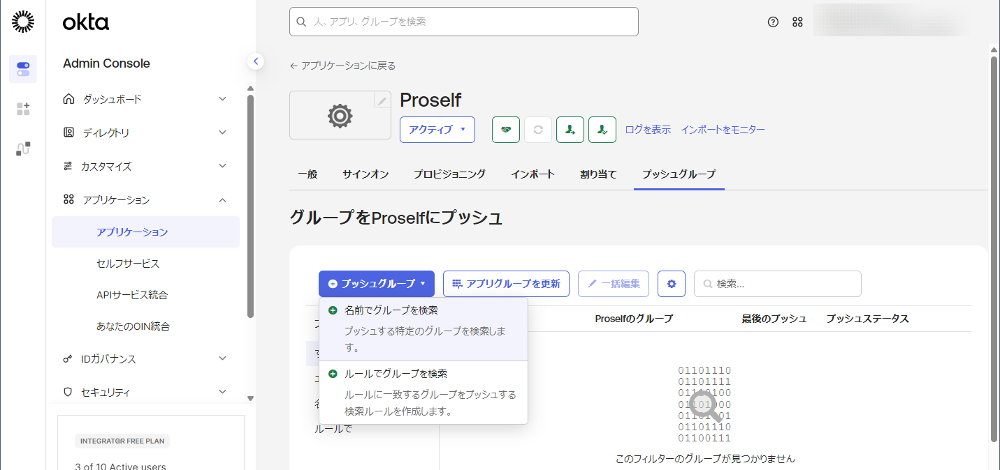 okta
人、アプリ、グループを検索
Admin Console
← アプリケーションに戻る
Proself
ダッシュボード
ディレクトリ
カスタマイズ
アプリケーション
アプリケーション
セルフサービス
APIサービス統合
あなたのOIN統合
IDガバナンス
セキュリティ
INTEGRATOR FREE PLAN
3 of 10 Active users
アクティブ
ログを表示 インポートをモニター
一般 サインオン プロビジョニング インポート 割り当て プッシュグループ
グループをProselfにプッシュ
プッシュグループ アプリグループを更新 一括編集 検索...
名前でグループを検索
プッシュする特定のグループを検索しま
す。
ルールでグループを検索
ルールに一致するグループをプッシュする
検索ルールを作成します。
ルールで
Proselfのグループ 最後のプッシュ プッシュステータス
01101110
01101111
01110100
01101000
01101001
01101110
01100111
このフィルターのグループが見つかりません